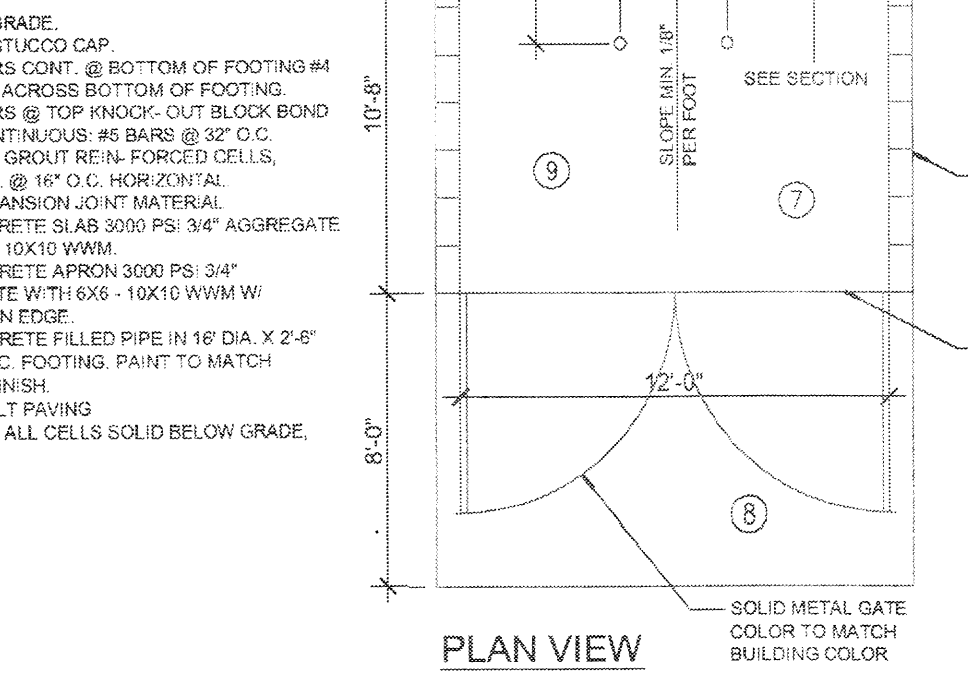 GRADE.
STUCCO CAP.
RS CONT. @ BOTTOM OF FOOTING #4
ACROSS BOTTOM OF FOOTING.
RS @ TOP KNOCK- OUT BLOCK BOND
NTINUOUS: #5 BARS @ 32" O.C.
GROUT REIN- FORCED CELLS,
. @ 16" O.C. HORIZONTAL.
ANSION JOINT MATERIAL
RETE SLAB 3000 PSI 3/4" AGGREGATE
10X10 WWM.
RETE APRON 3000 PSI 3/4"
TE WITH 6X6 - 10X10 WWM W/
N EDGE.
RETE FILLED PIPE IN 16' DIA. X 2'-6"
C. FOOTING. PAINT TO MATCH
INISH.
LT PAVING
ALL CELLS SOLID BELOW GRADE,
10'-8"
8'-0"
SLOPE MIN. 1/8"
PER FOOT
SEE SECTION
9
7
12'-0"
8
SOLID METAL GATE
COLOR TO MATCH
BUILDING COLOR
PLAN VIEW